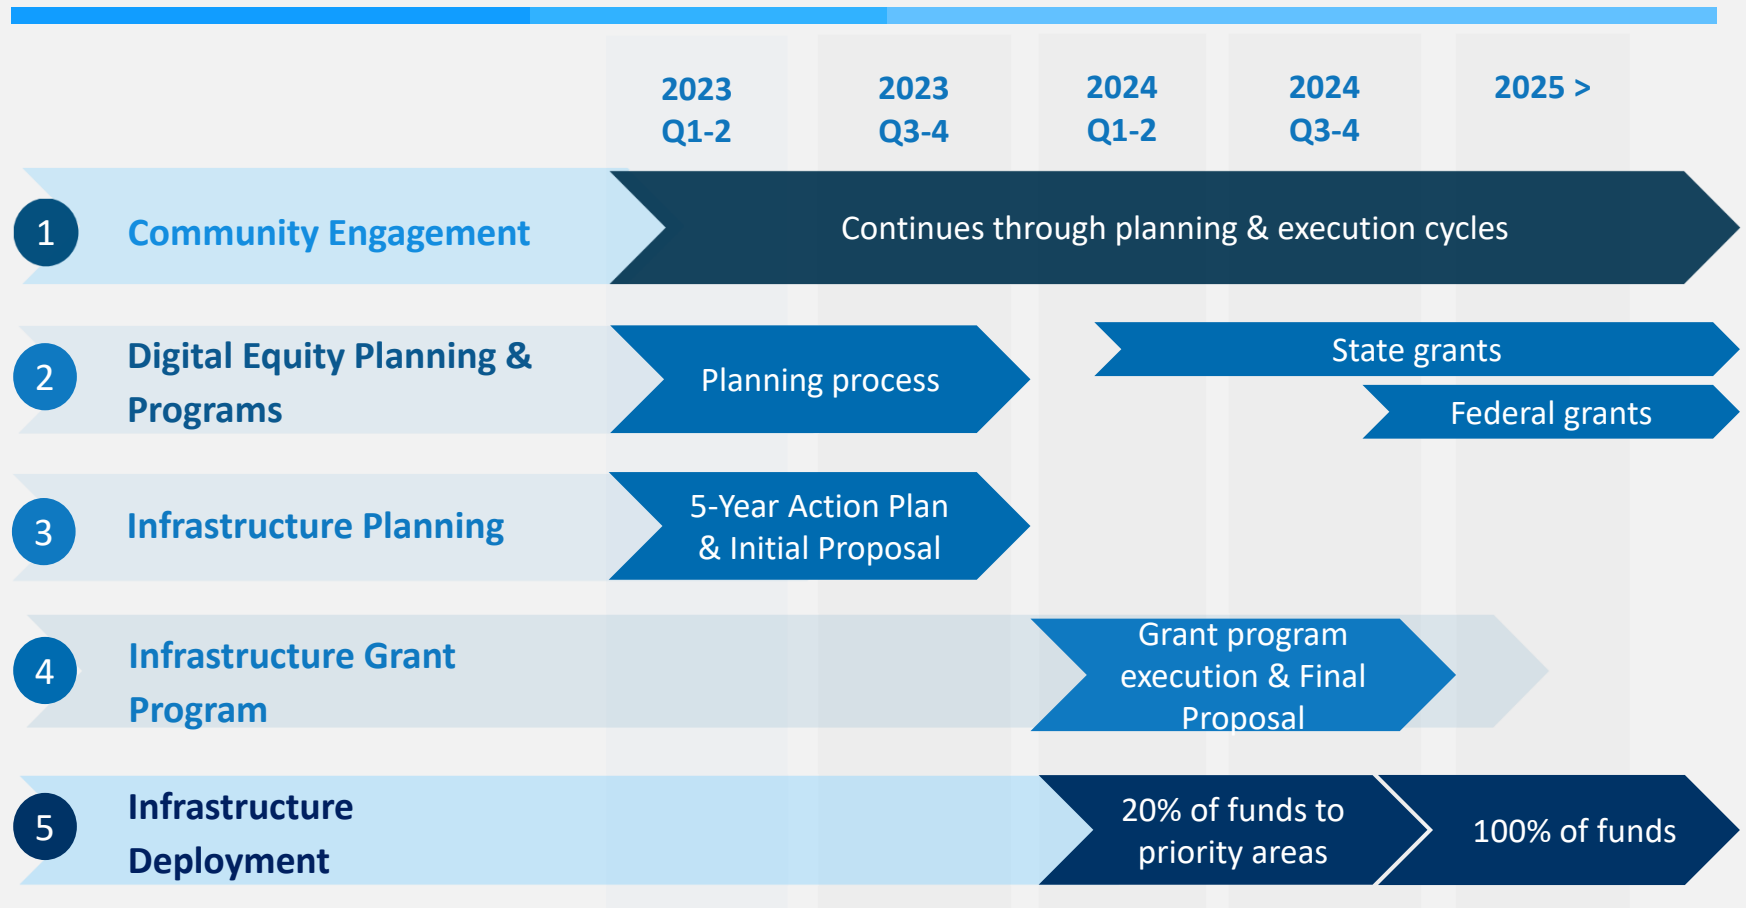 2023
Q1-2
2023
Q3-4
2024
Q1-2
2024
Q3-4
2025 >
1
Community Engagement
Continues through planning & execution cycles
2
Digital Equity Planning &
Programs
Planning process
State grants
Federal grants
3
Infrastructure Planning
5-Year Action Plan
& Initial Proposal
4
Infrastructure Grant
Program
Grant program
execution & Final
Proposal
5
Infrastructure
Deployment
20% of funds to
priority areas
100% of funds